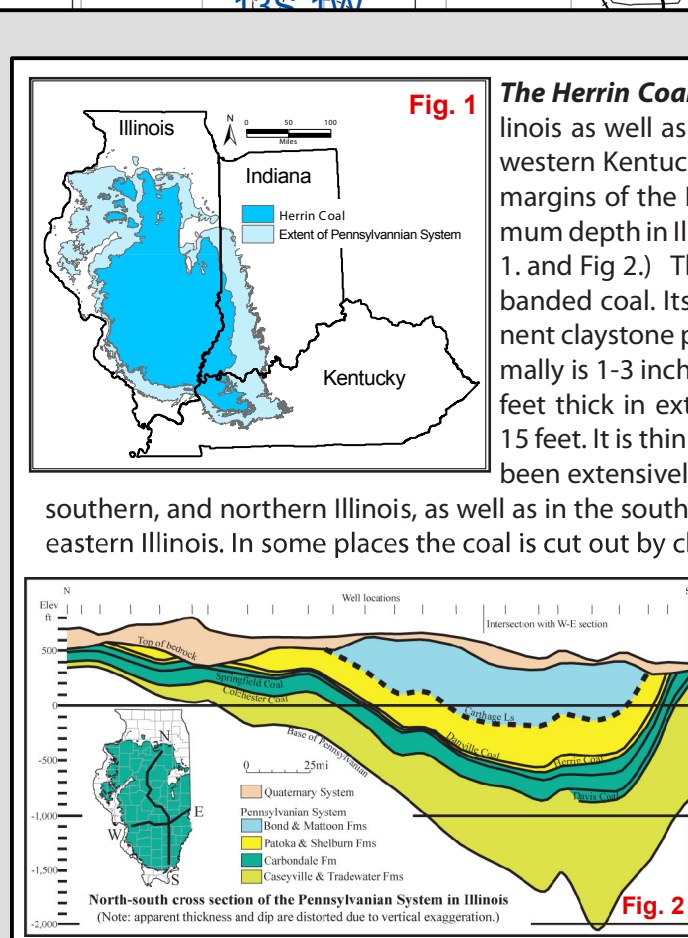 13S 1W
Fig. 1
Illinois
N
0 50 100
Miles
Indiana
Herrin Coal
Extent of Pennsylvannian System
Kentucky
The Herrin Coal
linois as well as
western Kentuc
margins of the
mum depth in Il
1. and Fig 2.) Th
banded coal. Its
nent claystone p
mally is 1-3 inch
feet thick in ext
15 feet. It is thin
been extensivel
southern, and northern Illinois, as well as in the south
eastern Illinois. In some places the coal is cut out by cl
N
S
Elev
ft
Well locations
Intersection with W-E section
500
0
-500
-1,000
-1,500
-2,000
Top of bedrock
Springfield Coal
Colchester Coal
Base of Pennsylvanian
Carthage Ls
Danville Coal
Herrin Coal
Davis Coal
N
E
W
S
0 25mi
Quaternary System
Pennsylvanian System
Bond & Mattoon Fms
Patoka & Shelburn Fms
Carbondale Fm
Caseyville & Tradewater Fms
North-south cross section of the Pennsylvanian System in Illinois
(Note: apparent thickness and dip are distorted due to vertical exaggeration.)
Fig. 2